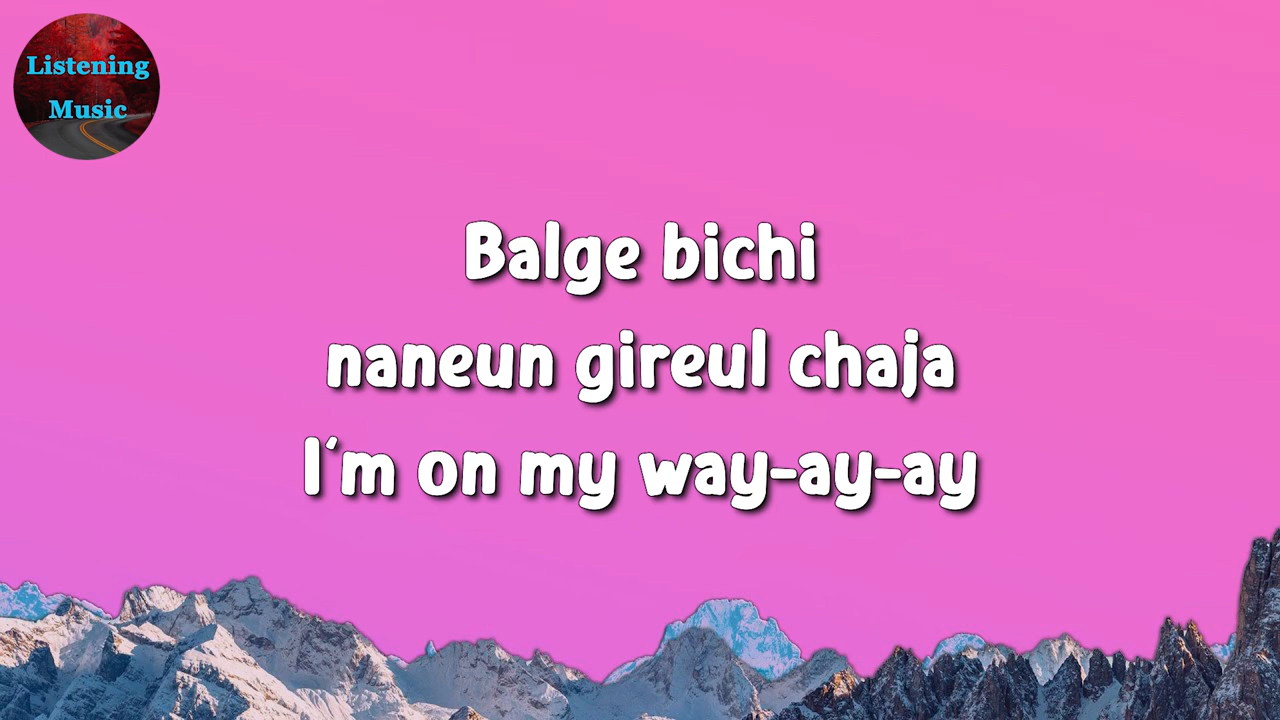 Listening
Music
Balge bichi
naneun gireul chaja
I'm on my way-ay-ay